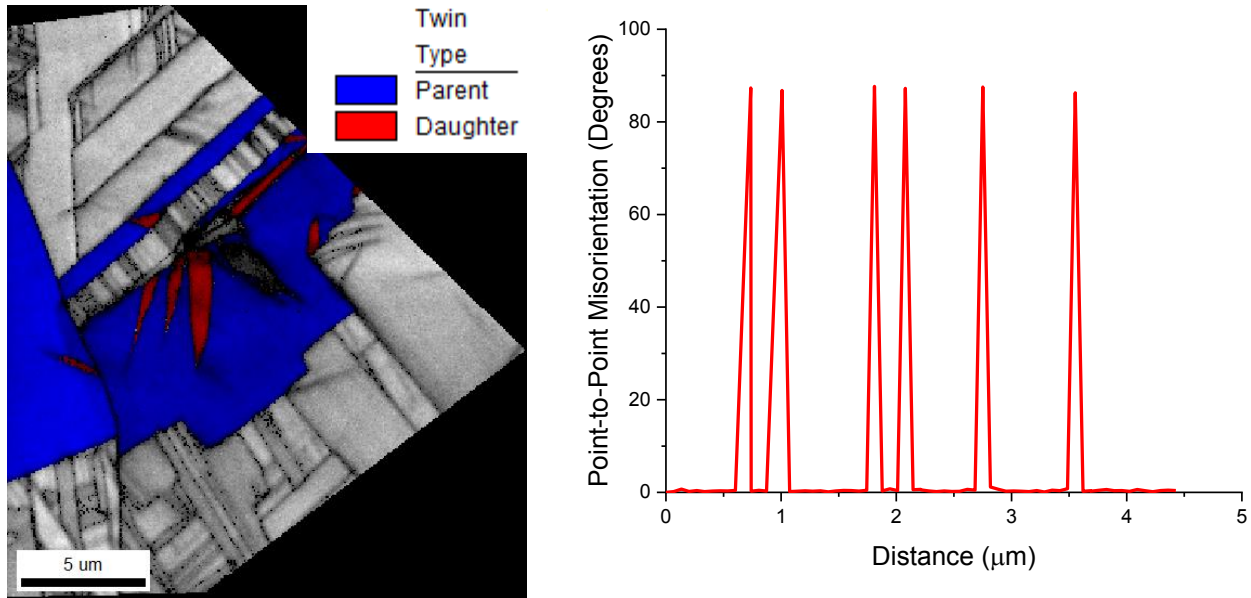 Twin
Type
Parent
Daughter
5 um
Point-to-Point Misorientation (Degrees)
100
80
60
40
20
0
0 1 2 3 4 5
Distance (μm)